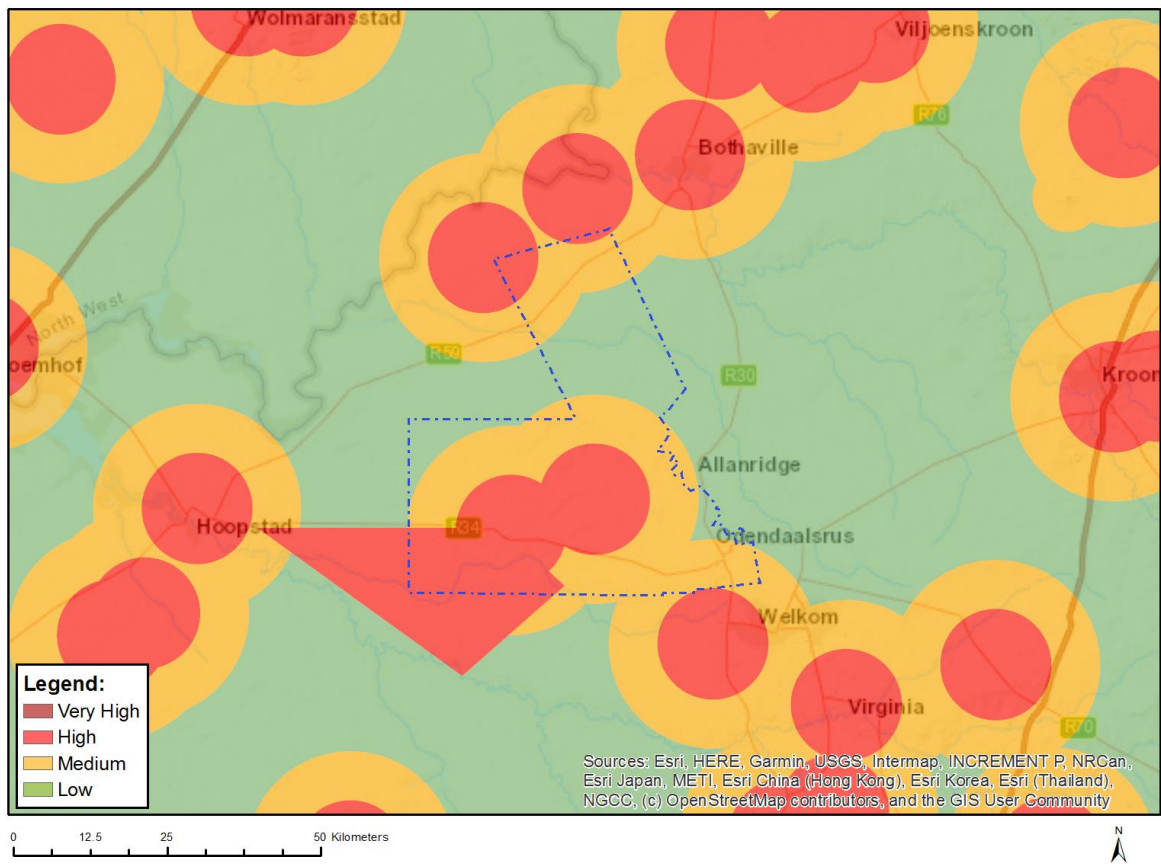 Wolmaransstad
Viljoenskroon
R76
Bothaville
North West
R59
oemhof
R30
Kroon
Allanridge
Hoopstad
R34
Odendaalsrus
Welkom
Virginia
R70
Legend:
Very High
High
Medium
Low
Sources: Esri, HERE, Garmin, USGS, Intermap, INCREMENT P, NRCan,
Esri Japan, METI, Esri China (Hong Kong), Esri Korea, Esri (Thailand),
NGCC, (c) OpenStreetMap contributors, and the GIS User Community
0 12.5 25 50 Kilometers
N